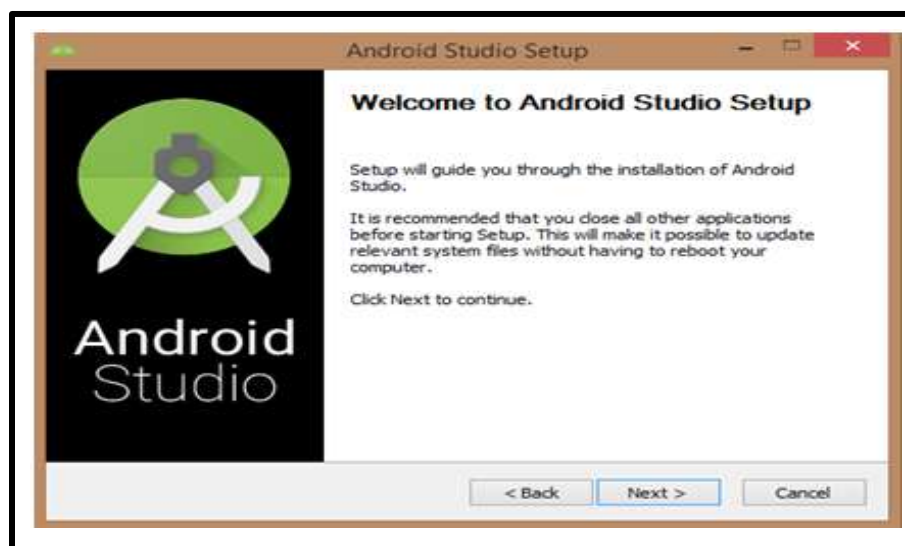 Android Studio Setup
Welcome to Android Studio Setup
Setup will guide you through the installation of Android
Studio.
It is recommended that you close all other applications
before starting Setup. This will make it possible to update
relevant system files without having to reboot your
computer.
Click Next to continue.
Android
Studio
< Back
Next >
Cancel